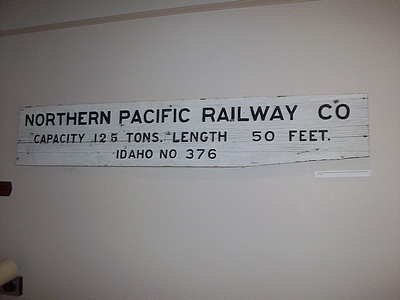 NORTHERN PACIFIC RAILWAY CO
CAPACITY 125 TONS. LENGTH 50 FEET.
IDAHO NO 376